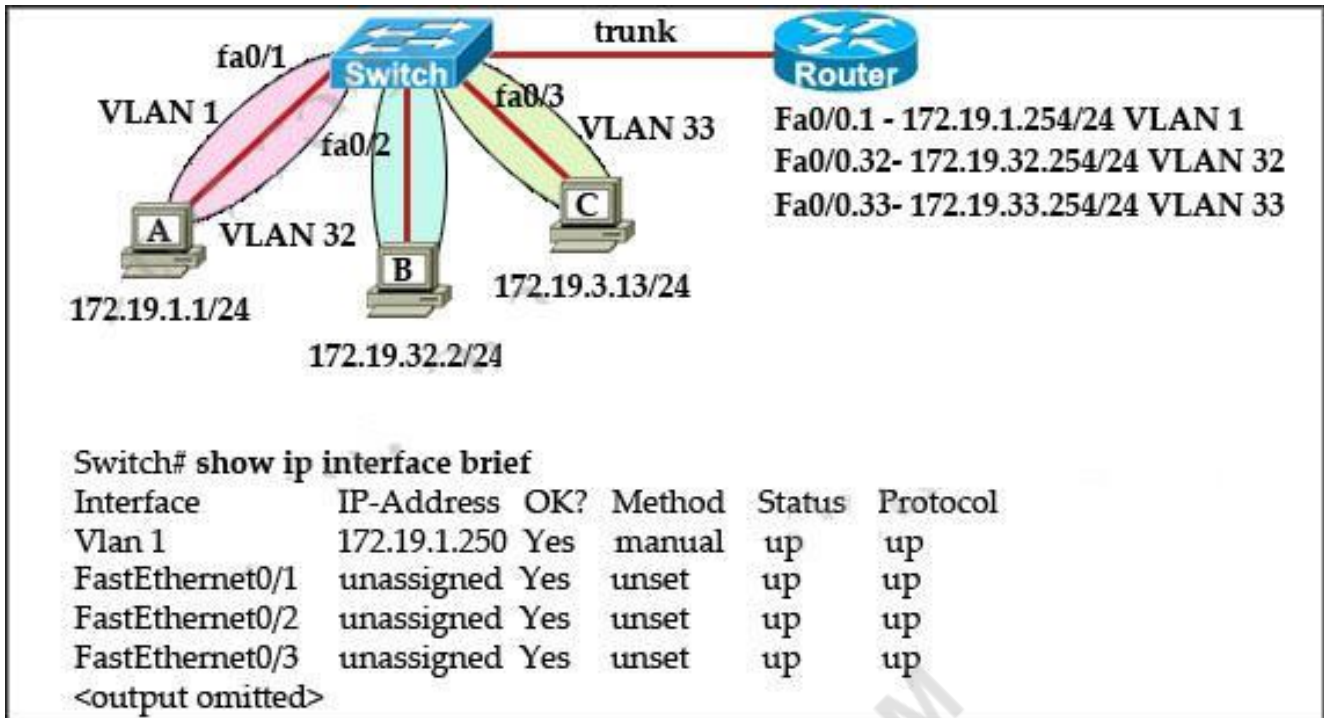 trunk
fa0/1
Switch
Router
fa0/3
VLAN 1
VLAN 33
fa0/2
Fa0/0.1 - 172.19.1.254/24 VLAN 1
Fa0/0.32- 172.19.32.254/24 VLAN 32
Fa0/0.33- 172.19.33.254/24 VLAN 33
A
VLAN 32
B
C
172.19.1.1/24
172.19.3.13/24
172.19.32.2/24
Switch# show ip interface brief
Interface IP-Address OK? Method Status Protocol
Vlan 1 172.19.1.250 Yes manual up up
FastEthernet0/1 unassigned Yes unset up up
FastEthernet0/2 unassigned Yes unset up up
FastEthernet0/3 unassigned Yes unset up up
<output omitted>